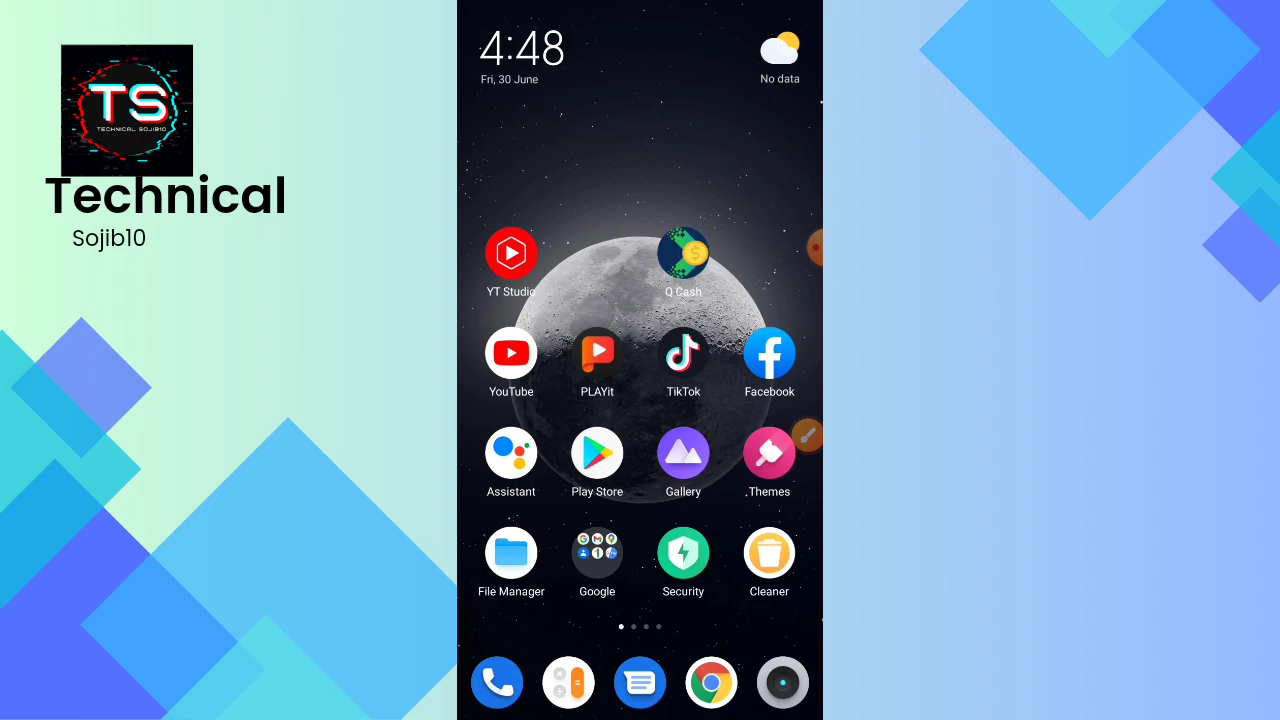 TS
TECHNICAL SOJIB10
Technical
Sojib10
4:48
Fri, 30 June
No data
YT Studio
Q Cash
YouTube
PLAYit
TikTok
Facebook
Assistant
Play Store
Gallery
Themes
File Manager
Google
Security
Cleaner